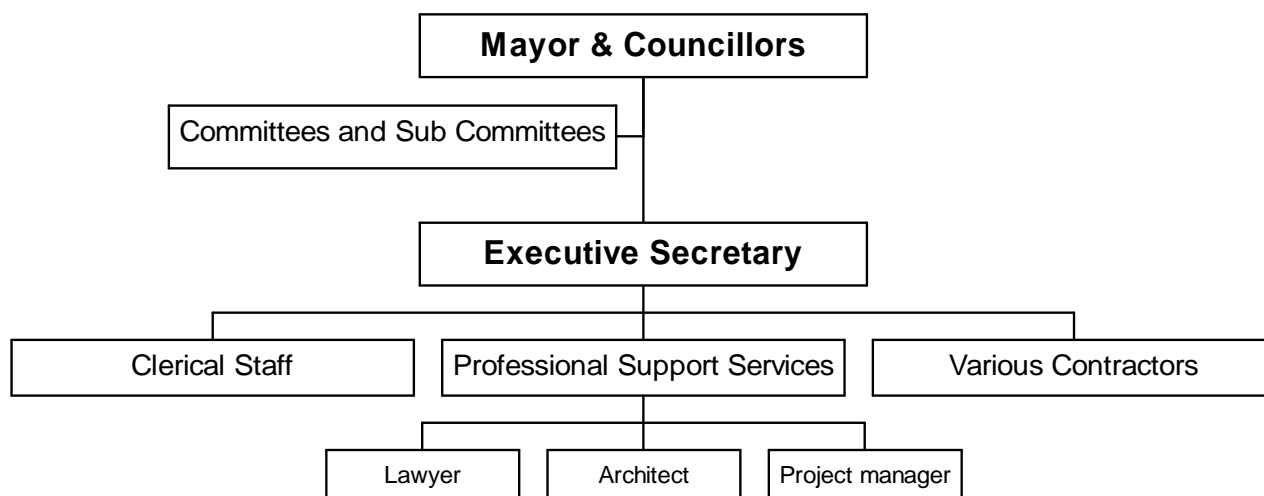 Mayor & Councillors
Committees and Sub Committees
Executive Secretary
Clerical Staff
Professional Support Services
Various Contractors
Lawyer
Architect
Project manager